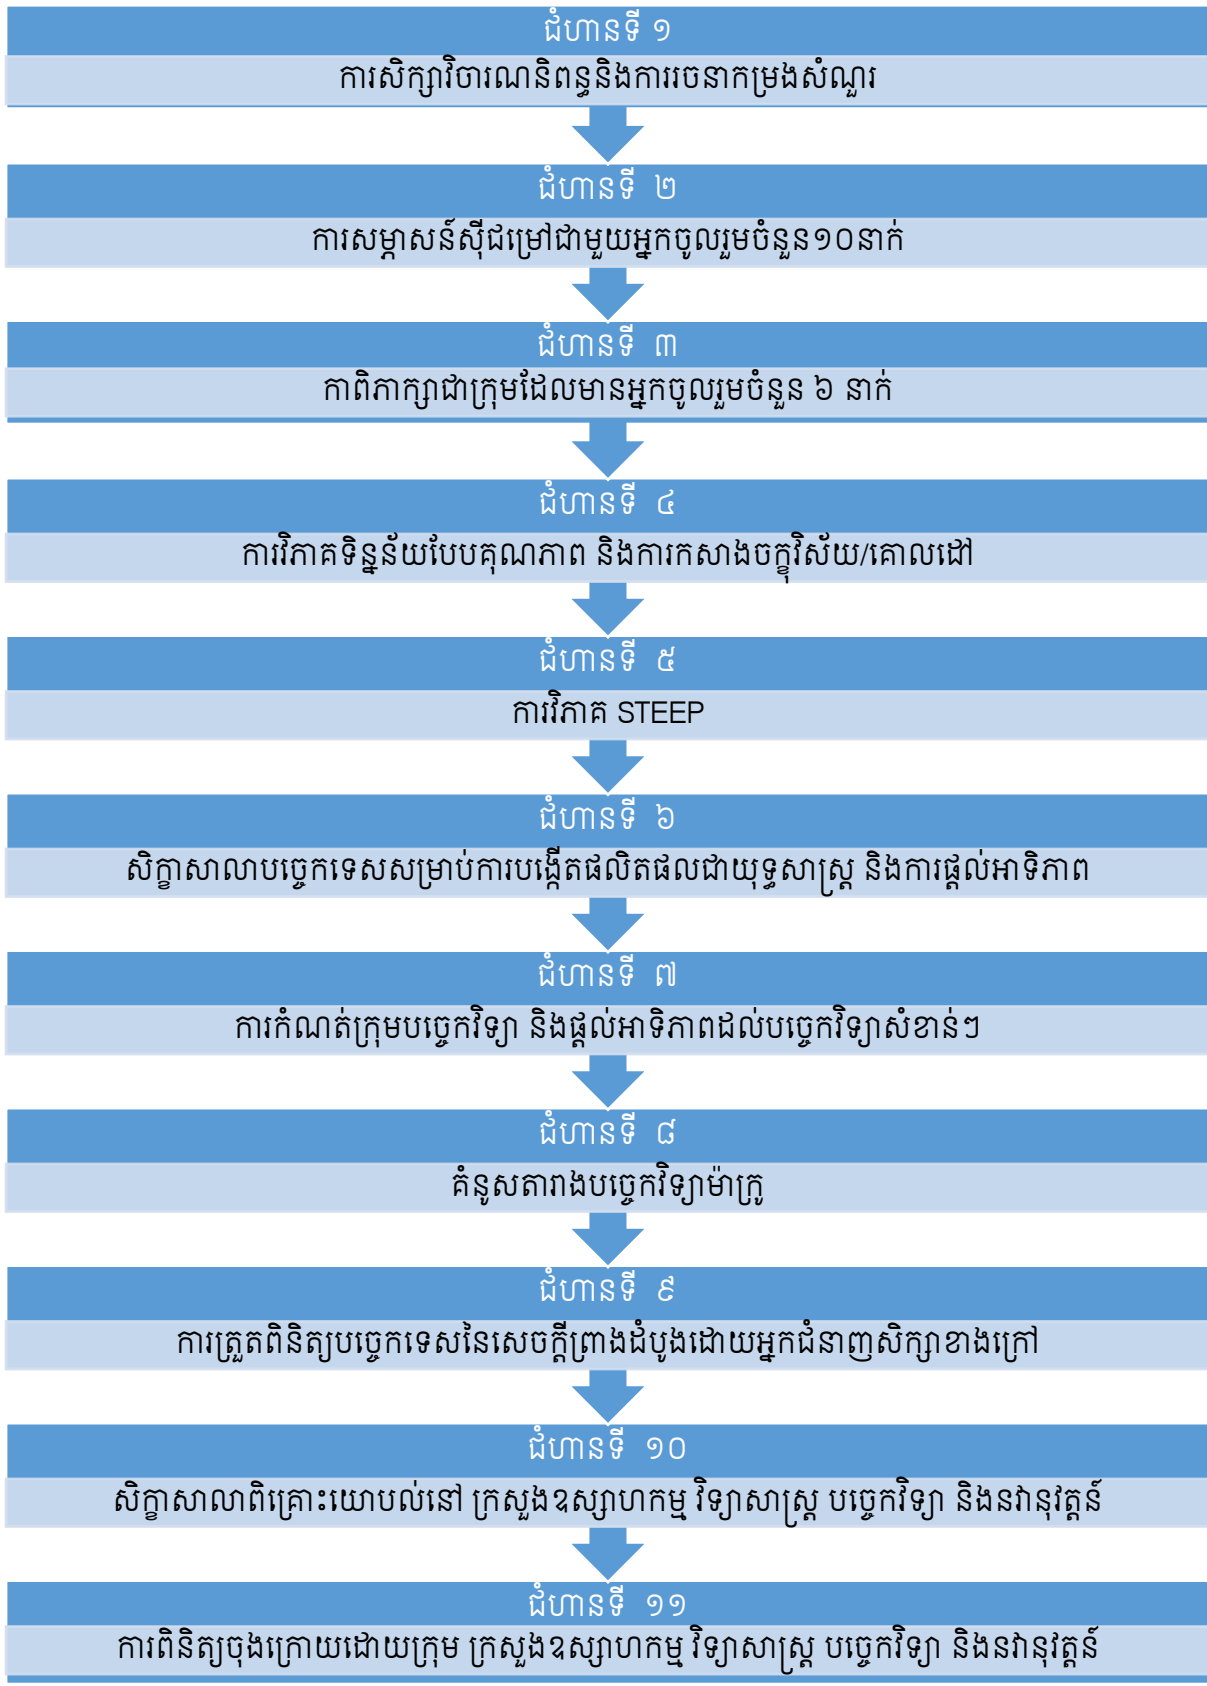 ជំហានទី ១
ការសិក្សាវិចារណនិពន្ធនិងការរចនាកម្រងសំណួរ
ជំហានទី ២
ការសម្ភាសន៍ស៊ីជម្រៅជាមួយអ្នកចូលរួមចំនួន១០នាក់
ជំហានទី ៣
កាពិភាក្សាជាក្រុមដែលមានអ្នកចូលរួមចំនួន ៦ នាក់
ជំហានទី ៤
ការវិភាគទិន្នន័យបែបគុណភាព និងការកសាងចក្ខុវិស័យ/គោលដៅ
ជំហានទី ៥
ការវិភាគ STEEP
ជំហានទី ៦
សិក្ខាសាលាបច្ចេកទេសសម្រាប់ការបង្កើតផលិតផលជាយុទ្ធសាស្ត្រ និងការផ្តល់អាទិភាព
ជំហានទី ៧
ការកំណត់ក្រុមបច្ចេកវិទ្យា និងផ្តល់អាទិភាពដល់បច្ចេកវិទ្យាសំខាន់ៗ
ជំហានទី ៨
គំនូសតារាងបច្ចេកវិទ្យាម៉ាក្រូ
ជំហានទី ៩
ការត្រួតពិនិត្យបច្ចេកទេសនៃសេចក្តីព្រាងដំបូងដោយអ្នកជំនាញសិក្សាខាងក្រៅ
ជំហានទី ១០
សិក្ខាសាលាពិគ្រោះយោបល់នៅ ក្រសួងឧស្សាហកម្ម វិទ្យាសាស្ត្រ បច្ចេកវិទ្យា និងនវានុវត្តន៍
ជំហានទី ១១
ការពិនិត្យចុងក្រោយដោយក្រុម ក្រសួងឧស្សាហកម្ម វិទ្យាសាស្ត្រ បច្ចេកវិទ្យា និងនវានុវត្តន៍